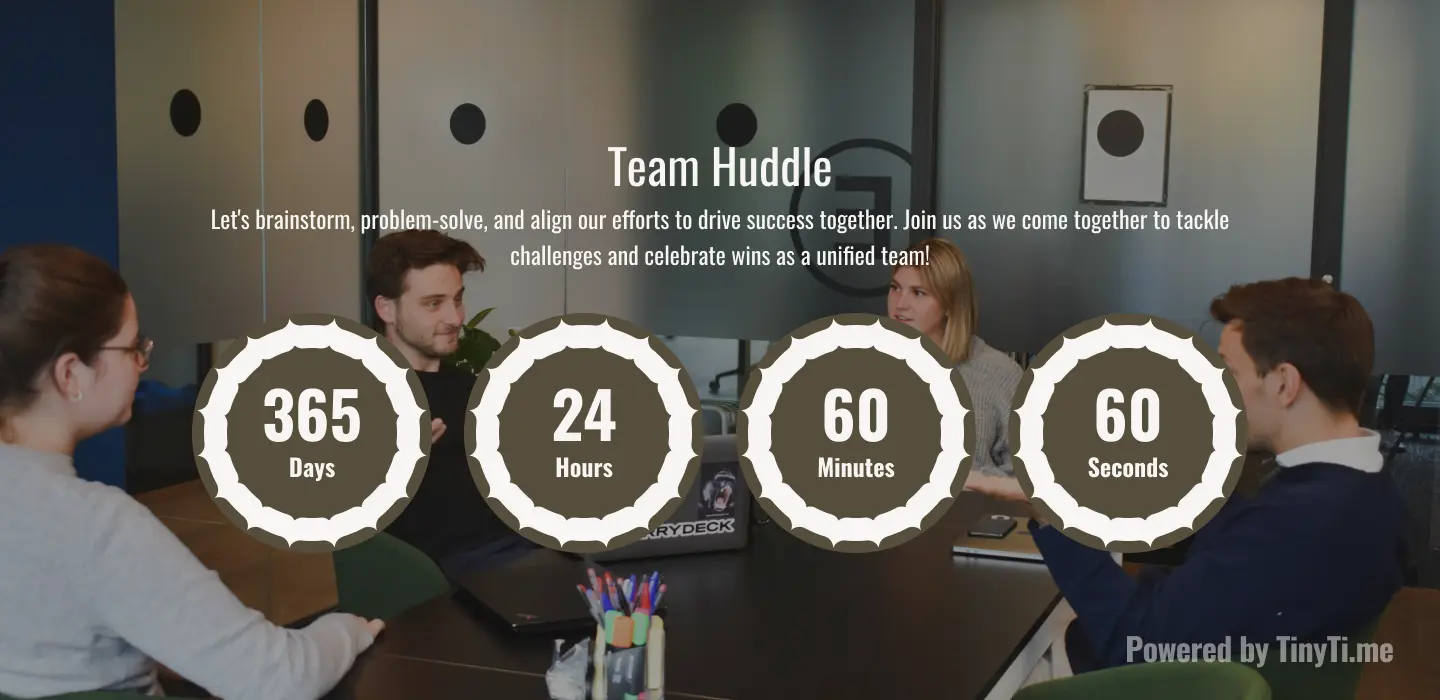 Team Huddle
Let's brainstorm, problem-solve, and align our efforts to drive success together. Join us as we come together to tackle
challenges and celebrate wins as a unified team!
365
24
60
60
Days
Hours
Minutes
Seconds
RRYDECK
Powered by TinyTi.me